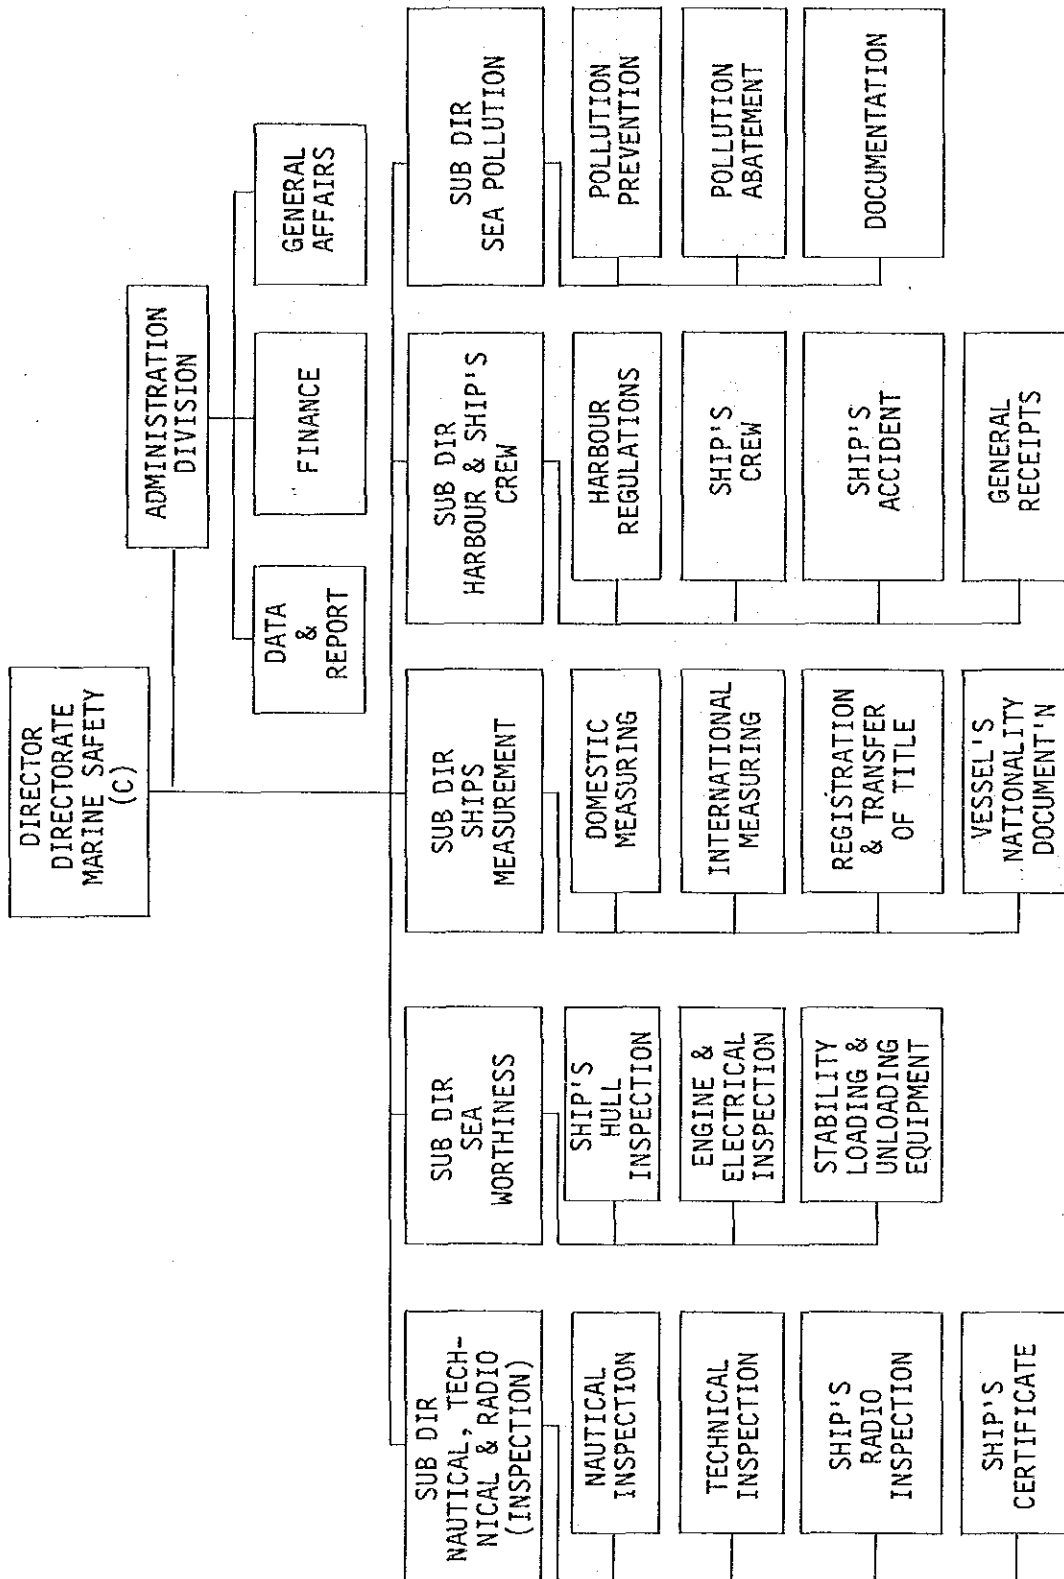 DIRECTOR
DIRECTORATE
MARINE SAFETY
(C)
ADMINISTRATION
DIVISION
DATA
&
REPORT
FINANCE
GENERAL
AFFAIRS
SUB DIR
NAUTICAL, TECH-
NICAL & RADIO
(INSPECTION)
NAUTICAL
INSPECTION
TECHNICAL
INSPECTION
SHIP'S
RADIO
INSPECTION
SHIP'S
CERTIFICATE
SUB DIR
SEA
WORTHINESS
SHIP'S
HULL
INSPECTION
ENGINE &
ELECTRICAL
INSPECTION
STABILITY
LOADING &
UNLOADING
EQUIPMENT
SUB DIR
SHIPS
MEASUREMENT
DOMESTIC
MEASURING
INTERNATIONAL
MEASURING
REGISTRATION
& TRANSFER
OF TITLE
VESSEL'S
NATIONALITY
DOCUMENT'N
SUB DIR
HARBOUR & SHIP'S
CREW
HARBOUR
REGULATIONS
SHIP'S
CREW
SHIP'S
ACCIDENT
GENERAL
RECEIPTS
SUB DIR
SEA POLLUTION
POLLUTION
PREVENTION
POLLUTION
ABATEMENT
DOCUMENTATION